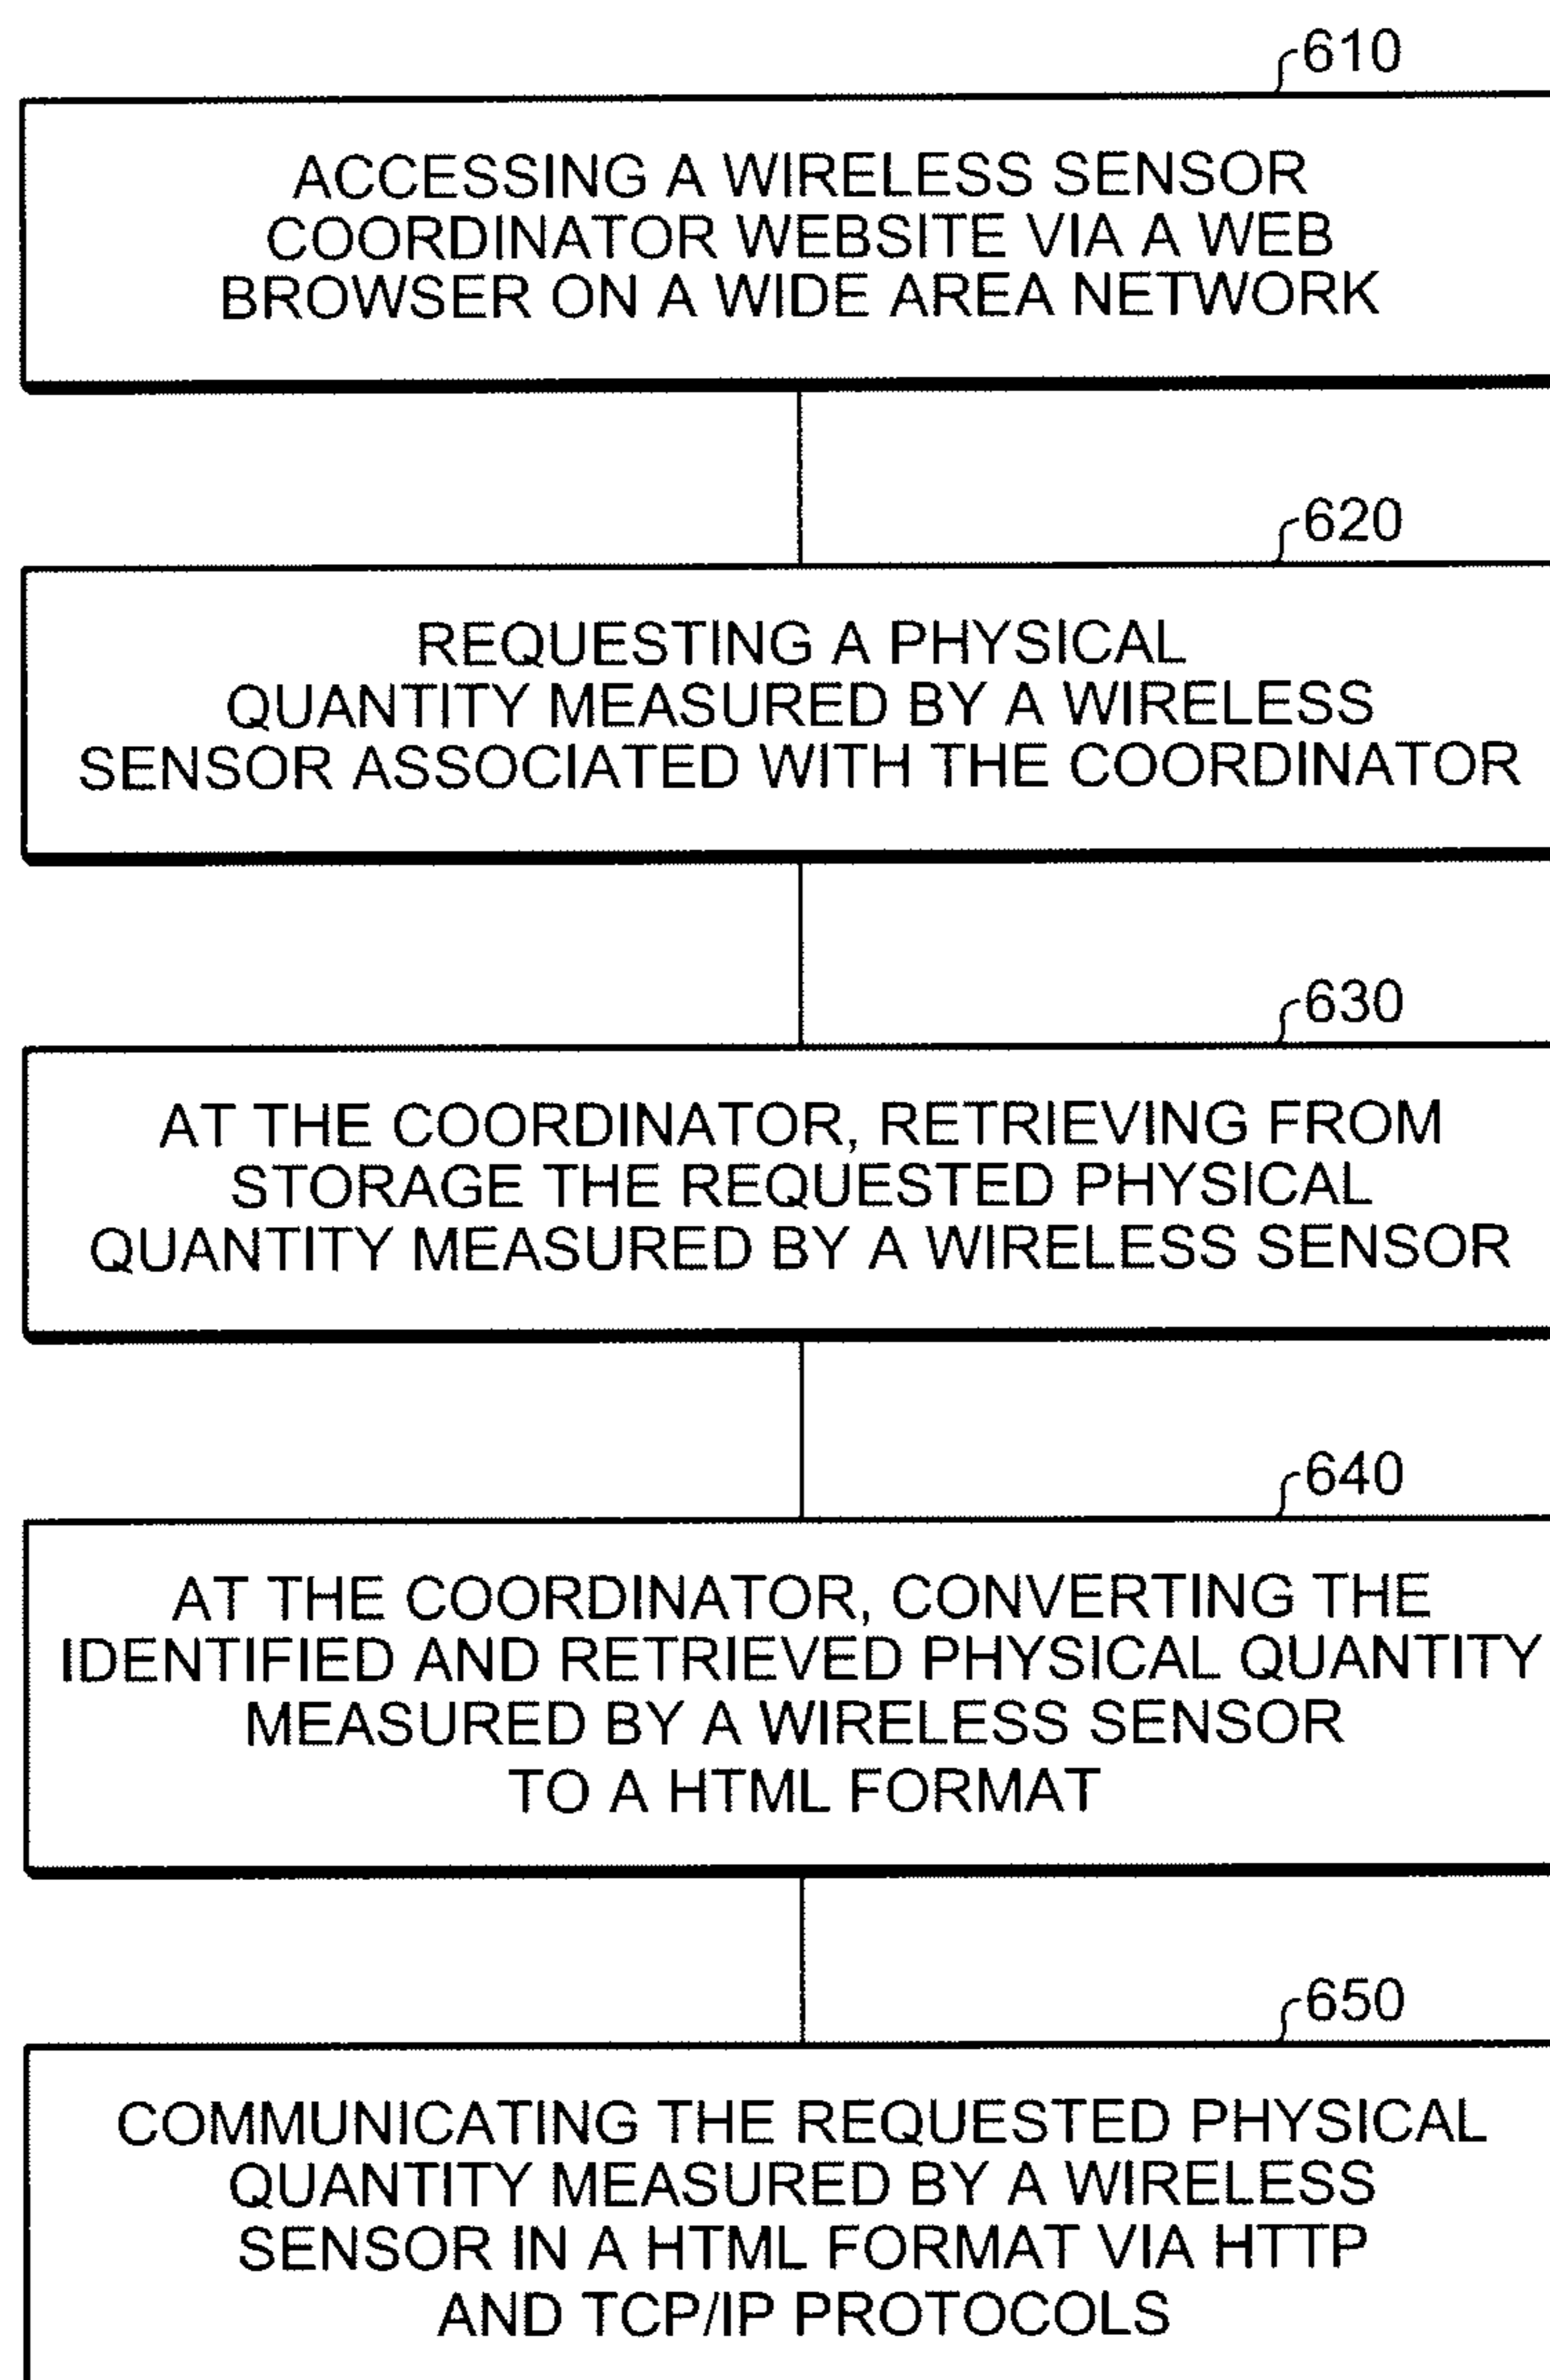 610
ACCESSING A WIRELESS SENSOR
COORDINATOR WEBSITE VIA A WEB
BROWSER ON A WIDE AREA NETWORK
620
REQUESTING A PHYSICAL
QUANTITY MEASURED BY A WIRELESS
SENSOR ASSOCIATED WITH THE COORDINATOR
630
AT THE COORDINATOR, RETRIEVING FROM
STORAGE THE REQUESTED PHYSICAL
QUANTITY MEASURED BY A WIRELESS SENSOR
640
AT THE COORDINATOR, CONVERTING THE
IDENTIFIED AND RETRIEVED PHYSICAL QUANTITY
MEASURED BY A WIRELESS SENSOR
TO A HTML FORMAT
650
COMMUNICATING THE REQUESTED PHYSICAL
QUANTITY MEASURED BY A WIRELESS
SENSOR IN A HTML FORMAT VIA HTTP
AND TCP/IP PROTOCOLS